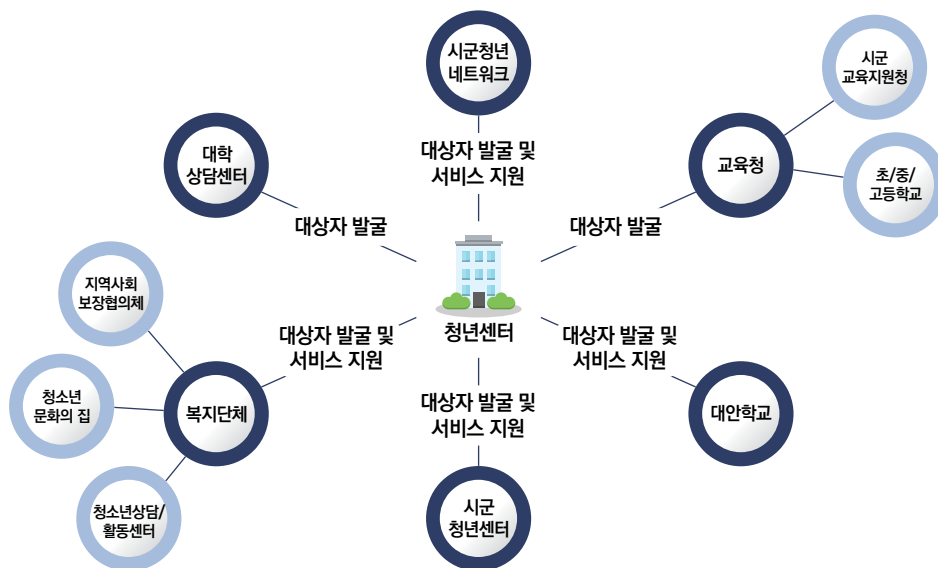 시군청년
네트워크
시군
교육지원청
대학
상담센터
대상자 발굴 및
서비스 지원
교육청
초/중/
고등학교
대상자 발굴
대상자 발굴
지역사회
보장협의체
청년센터
대상자 발굴 및
서비스 지원
대상자 발굴 및
서비스 지원
청소년
문화의 집
복지단체
대상자 발굴 및
서비스 지원
대안학교
청소년상담/
활동센터
시군
청년센터